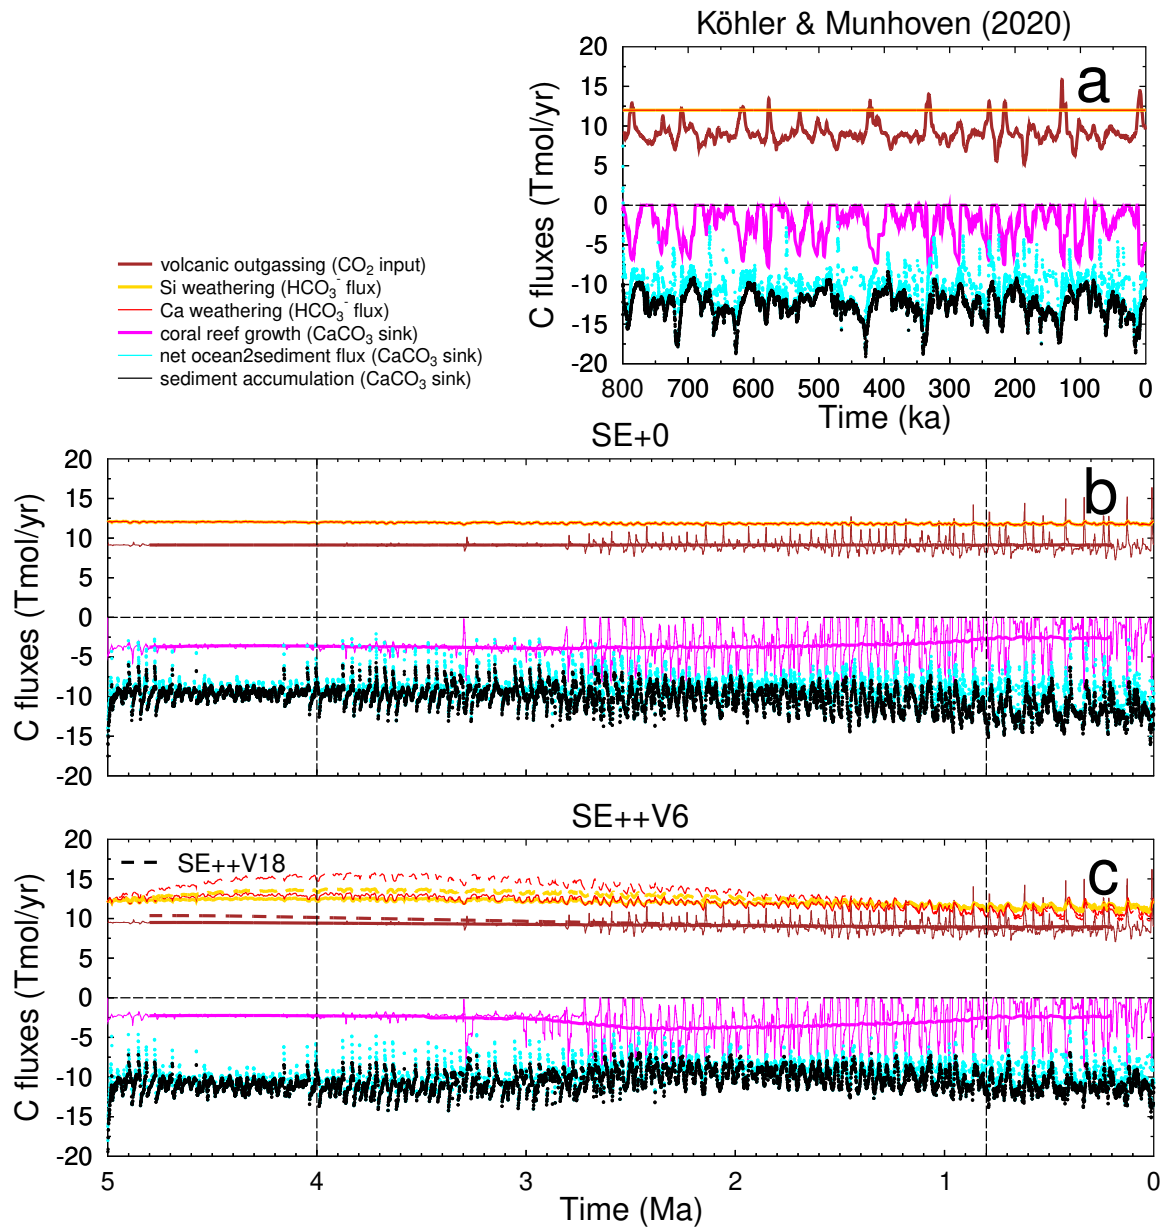 Köhler & Munhoven (2020)
a
20
15
10
5
0
-5
-10
-15
-20
C fluxes (Tmol/yr)
800 700 600 500 400 300 200 100 0
Time (ka)
volcanic outgassing (CO₂ input)
Si weathering (HCO₃⁻ flux)
Ca weathering (HCO₃⁻ flux)
coral reef growth (CaCO₃ sink)
net ocean2sediment flux (CaCO₃ sink)
sediment accumulation (CaCO₃ sink)
SE+0
b
20
15
10
5
0
-5
-10
-15
-20
C fluxes (Tmol/yr)
SE++V6
SE++V18
c
20
15
10
5
0
-5
-10
-15
-20
C fluxes (Tmol/yr)
5 4 3 2 1 0
Time (Ma)